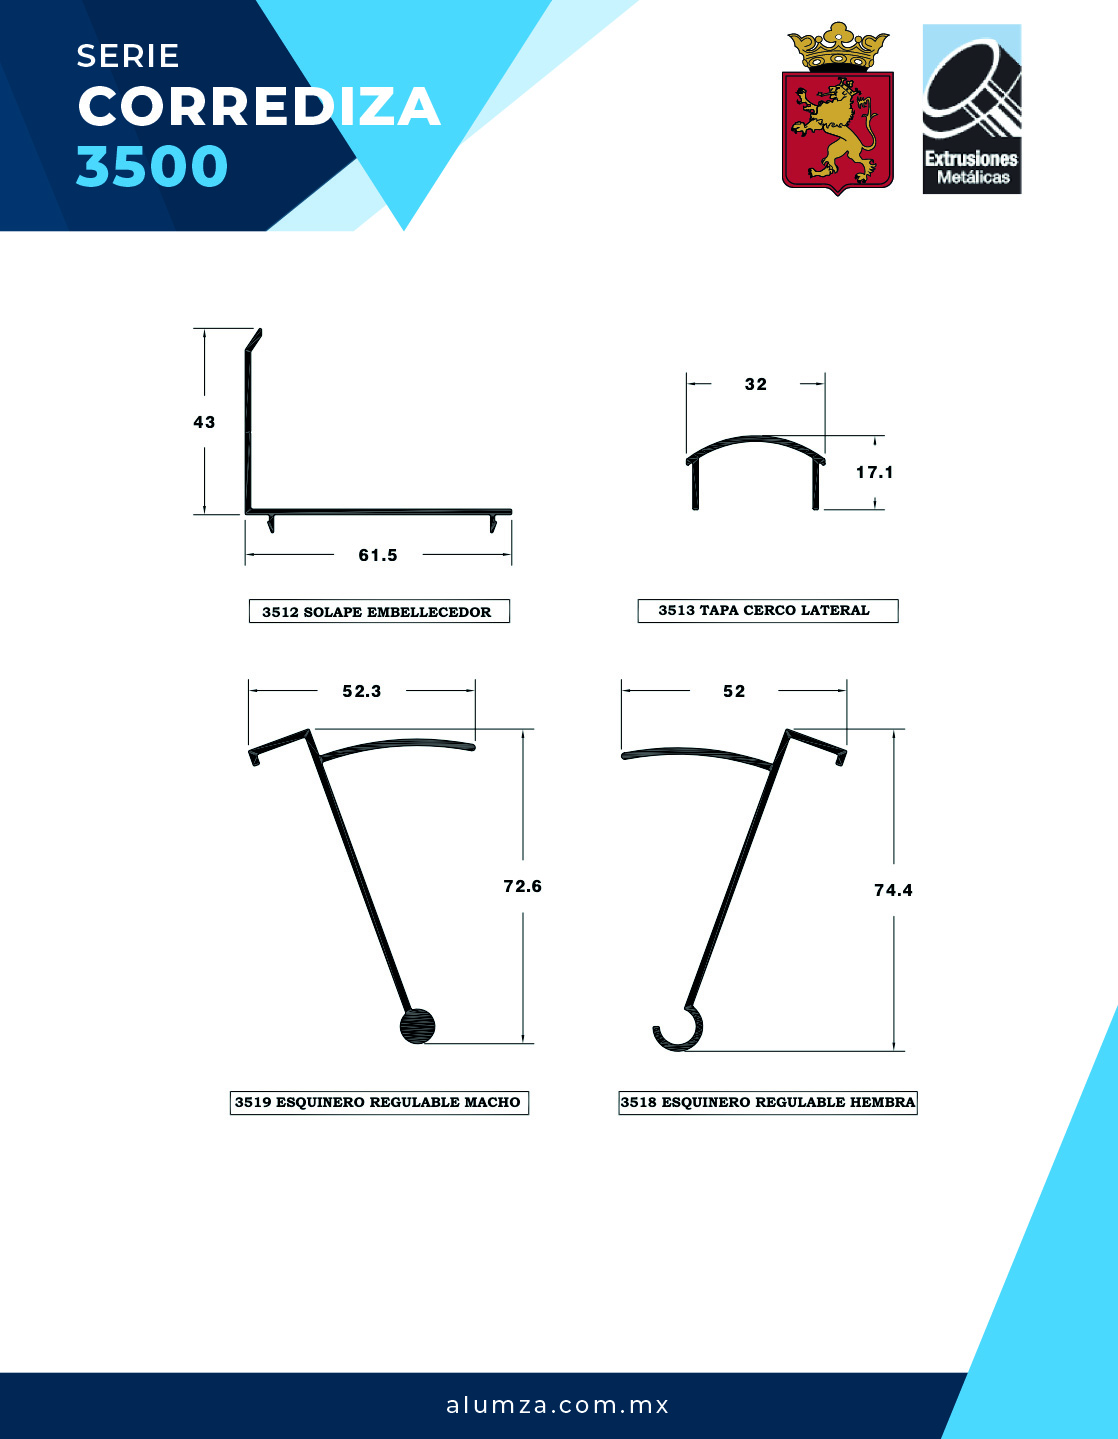 SERIE
CORREDIZA
3500
Extrusiones
Metálicas
43
61.5
32
17.1
3512 SOLAPE EMBELLECEDOR
3513 TAPA CERCO LATERAL
52.3
72.6
52
74.4
3519 ESQUINERO REGULABLE MACHO
3518 ESQUINERO REGULABLE HEMBRA
alumza.com.mx